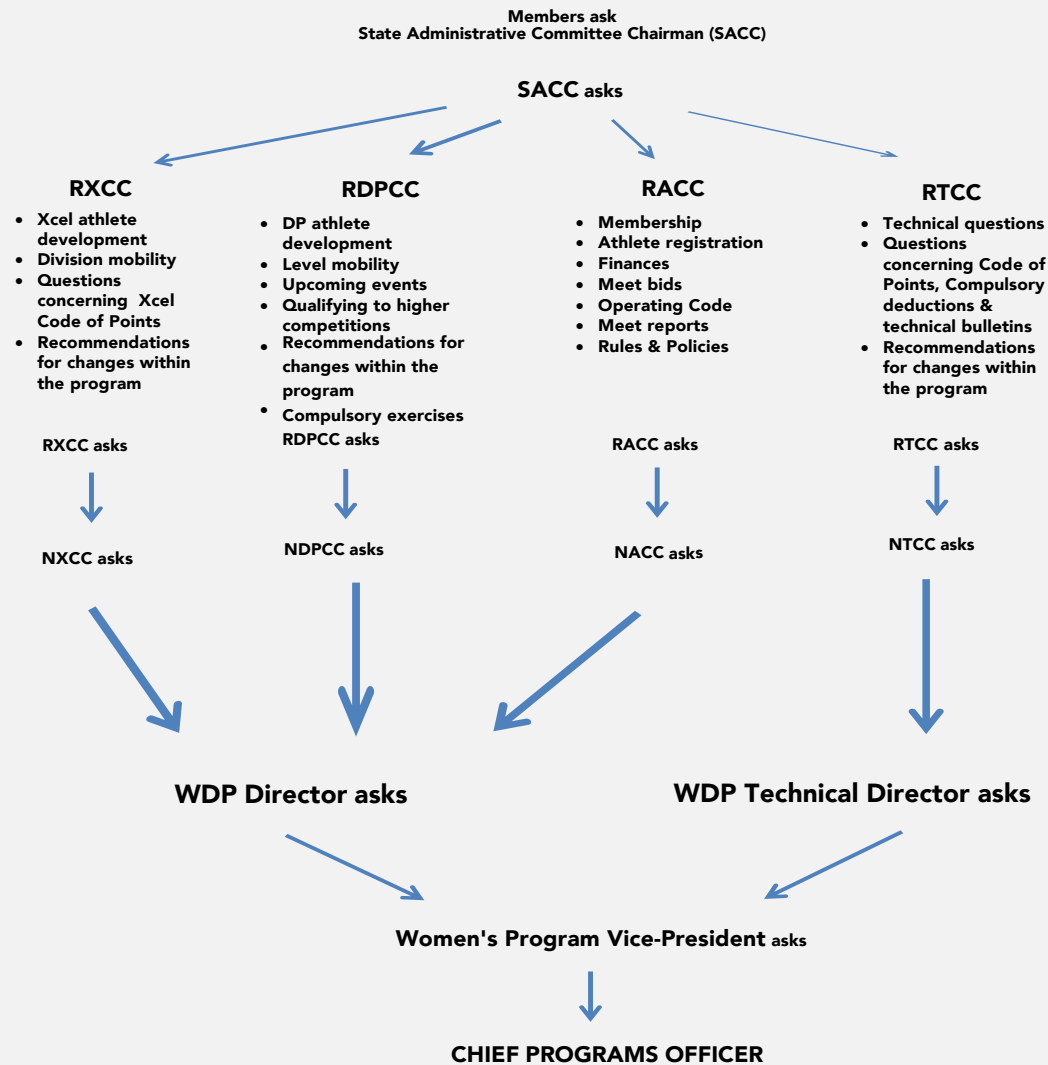 Members ask
State Administrative Committee Chairman (SACC)
SACC asks
RXCC
• Xcel athlete
development
• Division mobility
• Questions
concerning Xcel
Code of Points
• Recommendations
for changes within
the program
RXCC asks
NXCC asks
RDPCC
• DP athlete
development
• Level mobility
• Upcoming events
• Qualifying to higher
competitions
• Recommendations for
changes within the
program
• Compulsory exercises
RDPCC asks
NDPCC asks
RACC
• Membership
• Athlete registration
• Finances
• Meet bids
• Operating Code
• Meet reports
• Rules & Policies
RACC asks
NACC asks
RTCC
• Technical questions
• Questions
concerning Code of
Points, Compulsory
deductions &
technical bulletins
• Recommendations
for changes within
the program
RTCC asks
NTCC asks
WDP Director asks
WDP Technical Director asks
Women's Program Vice-President asks
CHIEF PROGRAMS OFFICER